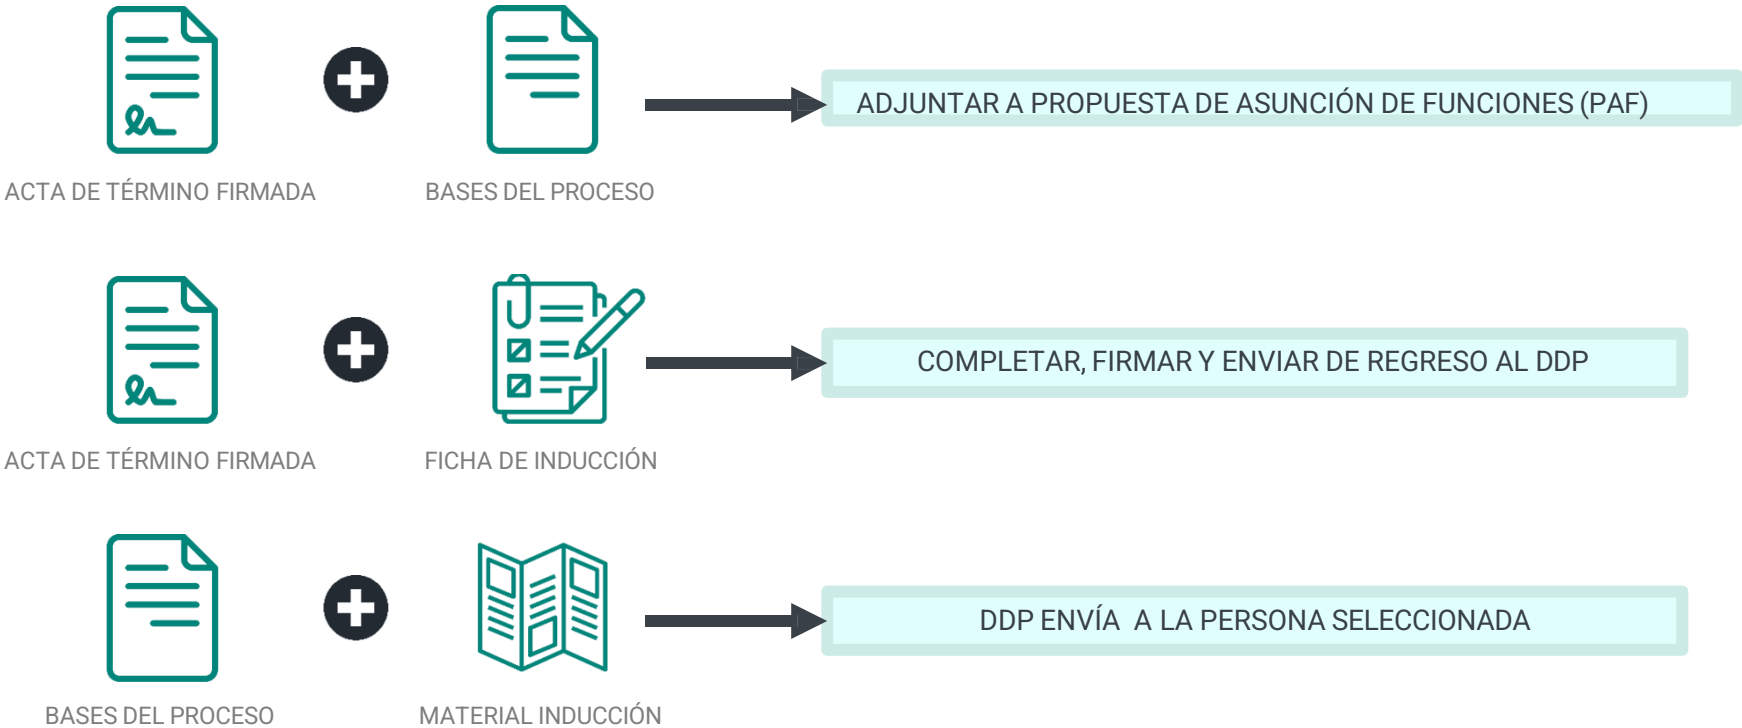 ADJUNTAR A PROPUESTA DE ASUNCIÓN DE FUNCIONES (PAF)
ACTA DE TÉRMINO FIRMADA
BASES DEL PROCESO
COMPLETAR, FIRMAR Y ENVIAR DE REGRESO AL DDP
ACTA DE TÉRMINO FIRMADA
FICHA DE INDUCCIÓN
DDP ENVÍA A LA PERSONA SELECCIONADA
BASES DEL PROCESO
MATERIAL INDUCCIÓN